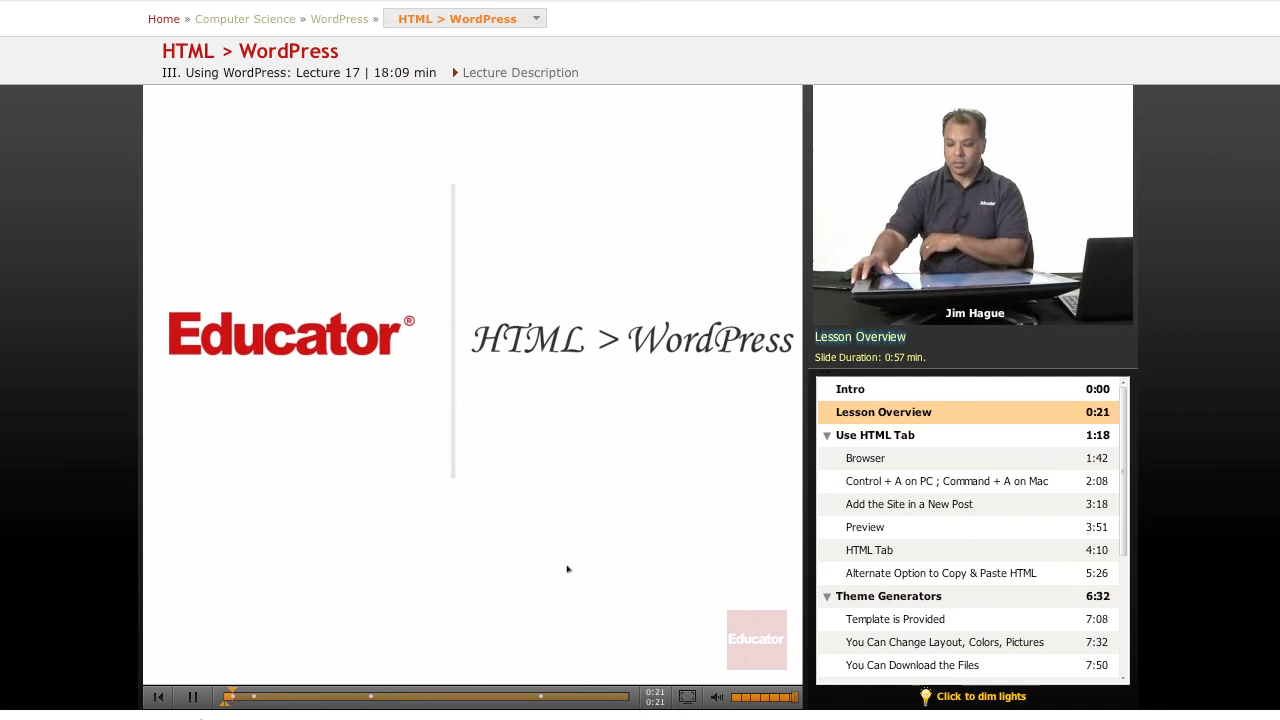 Home » Computer Science » WordPress » HTML > WordPress
HTML > WordPress
III. Using WordPress: Lecture 17 | 18:09 min Lecture Description
Educator®
HTML > WordPress
Educator
Educator
Jim Hague
Lesson Overview
Slide Duration: 0:57 min.
Intro 0:00
Lesson Overview 0:21
Use HTML Tab 1:18
Browser 1:42
Control + A on PC ; Command + A on Mac 2:08
Add the Site in a New Post 3:18
Preview 3:51
HTML Tab 4:10
Alternate Option to Copy & Paste HTML 5:26
Theme Generators 6:32
Template is Provided 7:08
You Can Change Layout, Colors, Pictures 7:32
You Can Download the Files 7:50
0:21
0:21
Click to dim lights